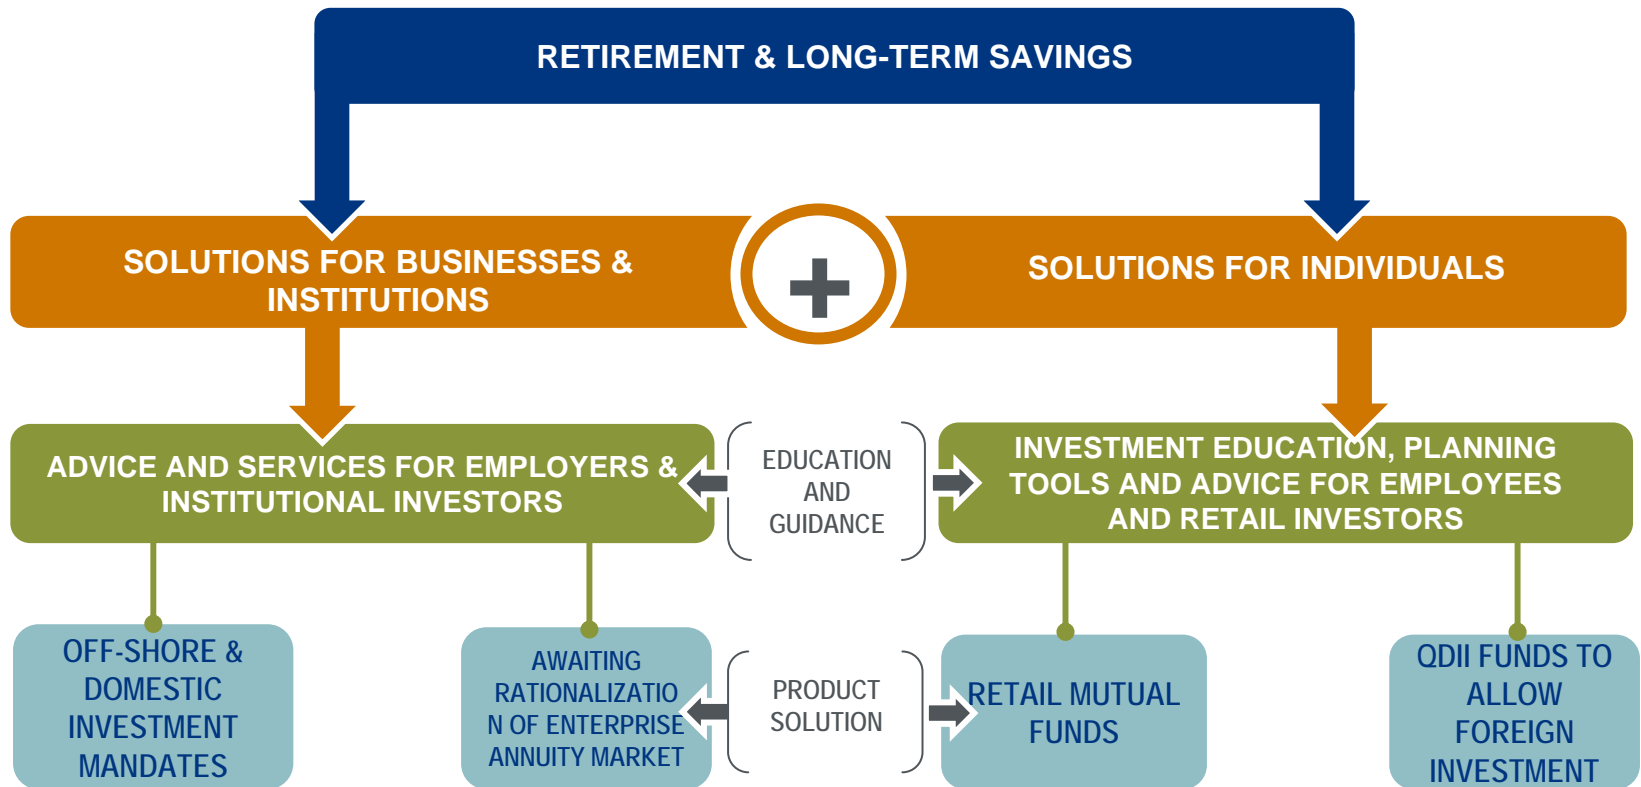 RETIREMENT & LONG-TERM SAVINGS
SOLUTIONS FOR BUSINESSES &
INSTITUTIONS
+
SOLUTIONS FOR INDIVIDUALS
ADVICE AND SERVICES FOR EMPLOYERS &
INSTITUTIONAL INVESTORS
EDUCATION
AND
GUIDANCE
INVESTMENT EDUCATION, PLANNING
TOOLS AND ADVICE FOR EMPLOYEES
AND RETAIL INVESTORS
OFF-SHORE &
DOMESTIC
INVESTMENT
MANDATES
AWAITING
RATIONALIZATIO
N OF ENTERPRISE
ANNUITY MARKET
PRODUCT
SOLUTION
RETAIL MUTUAL
FUNDS
QDII FUNDS TO
ALLOW
FOREIGN
INVESTMENT